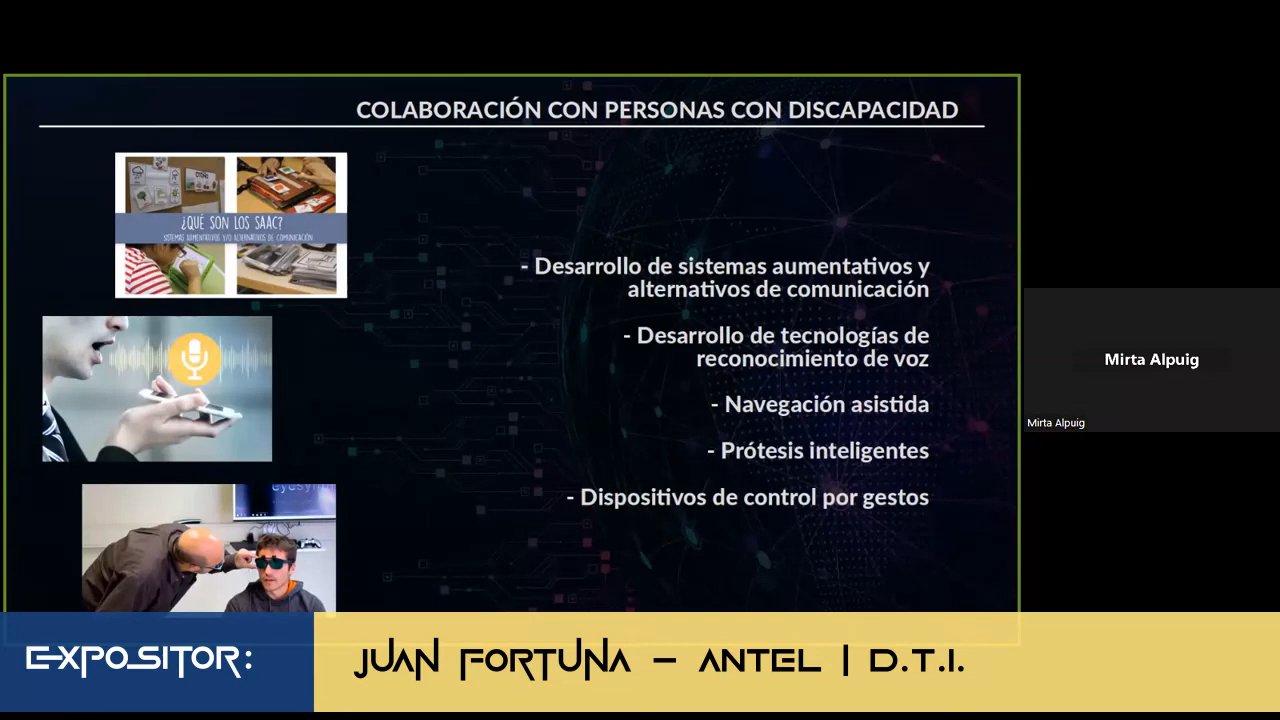 COLABORACIÓN CON PERSONAS CON DISCAPACIDAD
¿QUÉ SON LOS SAAC?
SISTEMAS AUMENTATIVOS Y/O ALTERNATIVOS DE COMUNICACIÓN
- Desarrollo de sistemas aumentativos y
alternativos de comunicación
- Desarrollo de tecnologías de
reconocimiento de voz
- Navegación asistida
- Prótesis inteligentes
- Dispositivos de control por gestos
Mirta Alpuig
Mirta Alpuig
EXPOSITOR:
JUAN FORTUNA - ANTEL | D.T.I.